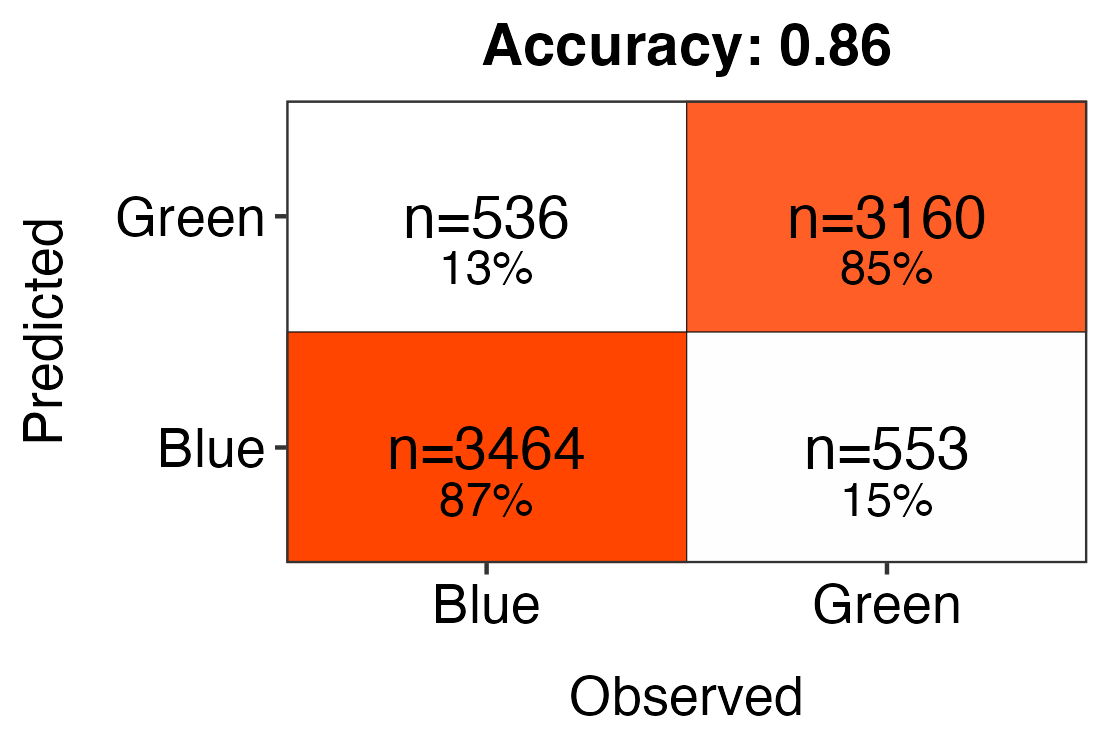 Accuracy: 0.86
Predicted
Green
n=536
13%
n=3160
85%
Blue
n=3464
87%
n=553
15%
Blue
Green
Observed